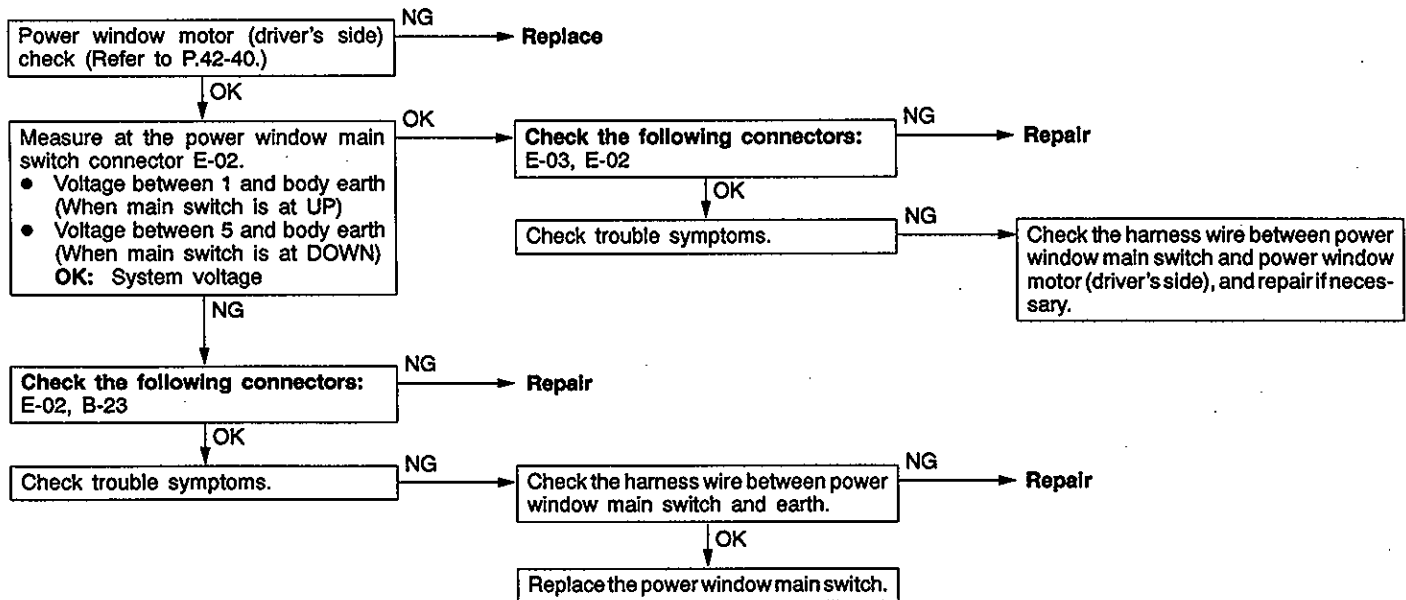 Power window motor (driver's side)
check (Refer to P.42-40.)
NG
Replace
OK
Measure at the power window main
switch connector E-02.
● Voltage between 1 and body earth
(When main switch is at UP)
● Voltage between 5 and body earth
(When main switch is at DOWN)
OK: System voltage
OK
Check the following connectors:
E-03, E-02
NG
Repair
OK
Check trouble symptoms.
NG
Check the harness wire between power
window main switch and power window
motor (driver's side), and repair if neces-
sary.
NG
Check the following connectors:
E-02, B-23
NG
Repair
OK
Check trouble symptoms.
NG
Check the harness wire between power
window main switch and earth.
NG
Repair
OK
Replace the power window main switch.